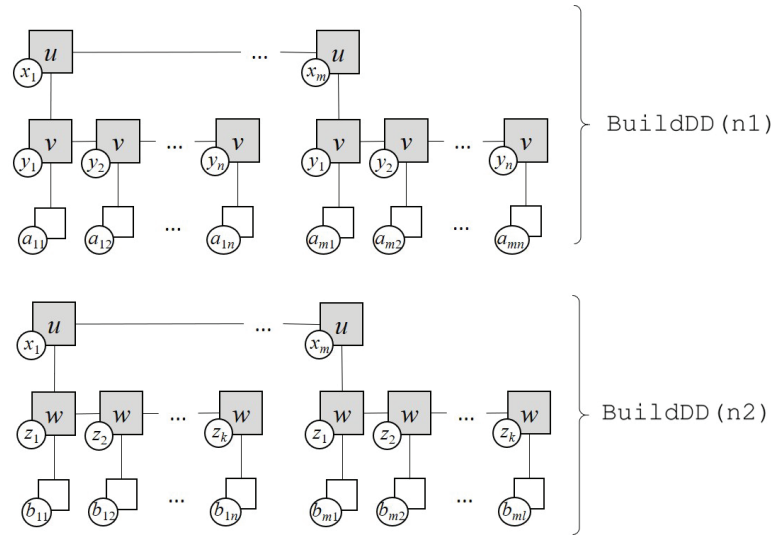 u ... u
x₁ xₘ
v v ... v v v ... v
y₁ y₂ yₙ y₁ y₂ yₙ
BuildDD(n1)
a₁₁ a₁₂ ... a₁ₙ aₘ₁ aₘ₂ ... aₘₙ
u ... u
x₁ xₘ
w w ... w w w ... w
z₁ z₂ zₖ z₁ z₂ zₖ
BuildDD(n2)
b₁₁ b₁₂ ... b₁ₙ bₘ₁ bₘ₂ ... bₘₗ